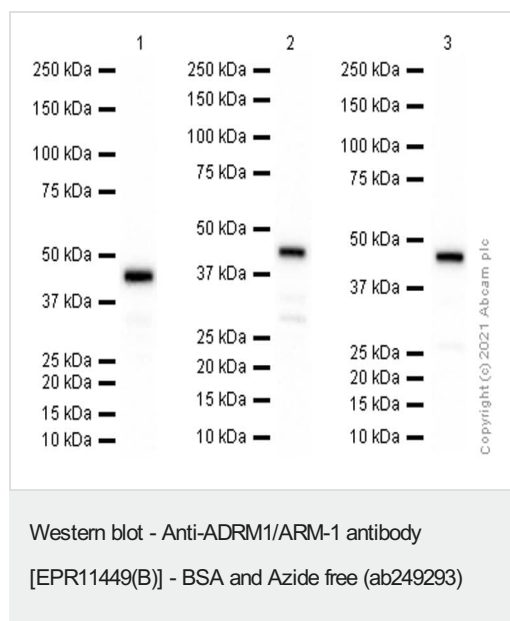 1
250 kDa
150 kDa
100 kDa
75 kDa
50 kDa
37 kDa
25 kDa
20 kDa
15 kDa
10 kDa
2
250 kDa
150 kDa
100 kDa
75 kDa
50 kDa
37 kDa
25 kDa
20 kDa
15 kDa
10 kDa
3
250 kDa
150 kDa
100 kDa
75 kDa
50 kDa
37 kDa
25 kDa
20 kDa
15 kDa
10 kDa
Copyright (c) 2021 Abcam plc
Western blot - Anti-ADRM1/ARM-1 antibody
[EPR11449(B)] - BSA and Azide free (ab249293)